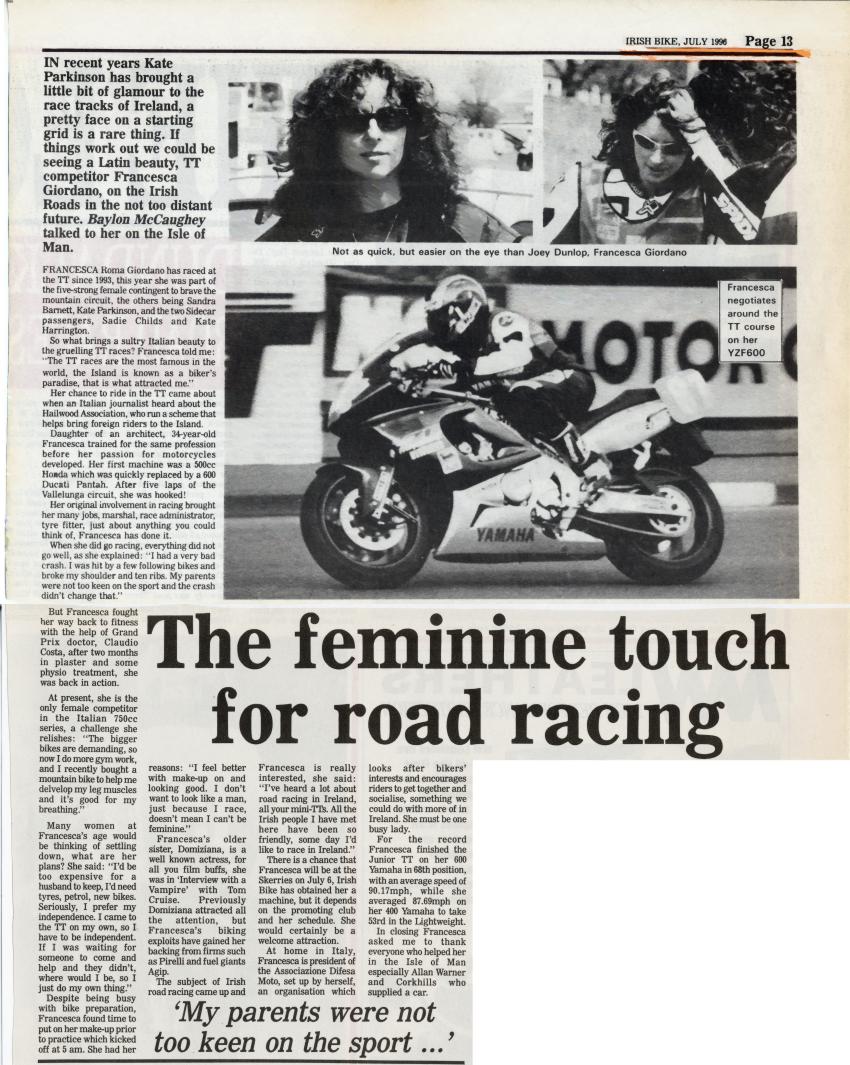 IRISH BIKE, JULY 1996 Page 13
IN recent years Kate
Parkinson has brought a
little bit of glamour to the
race tracks of Ireland, a
pretty face on a starting
grid is a rare thing. If
things work out we could be
seeing a Latin beauty, TT
competitor Francesca
Giordano, on the Irish
Roads in the not too distant
future. Baylon McCaughey
talked to her on the Isle of
Man.
SPIDI
Not as quick, but easier on the eye than Joey Dunlop, Francesca Giordano
FRANCESCA Roma Giordano has raced at
the TT since 1993, this year she was part of
the five-strong female contingent to brave the
mountain circuit, the others being Sandra
Barnett, Kate Parkinson, and the two Sidecar
passengers, Sadie Childs and Kate
Harrington.
So what brings a sultry Italian beauty to
the gruelling TT races? Francesca told me:
"The TT races are the most famous in the
world, the Island is known as a biker's
paradise, that is what attracted me."
Her chance to ride in the TT came about
when an Italian journalist heard about the
Hailwood Association, who run a scheme that
helps bring foreign riders to the Island.
Daughter of an architect, 34-year-old
Francesca trained for the same profession
before her passion for motorcycles
developed. Her first machine was a 500cc
Honda which was quickly replaced by a 600
Ducati Pantah. After five laps of the
Vallelunga circuit, she was hooked!
Her original involvement in racing brought
her many jobs, marshal, race administrator,
tyre fitter, just about anything you could
think of, Francesca has done it.
When she did go racing, everything did not
go well, as she explained: "I had a very bad
crash. I was hit by a few following bikes and
broke my shoulder and ten ribs. My parents
were not too keen on the sport and the crash
didn't change that."
Francesca
negotiates
around the
TT course
on her
YZF600
MOTOR
YAMAHA
The feminine touch
for road racing
But Francesca fought
her way back to fitness
with the help of Grand
Prix doctor, Claudio
Costa, after two months
in plaster and some
physio treatment, she
was back in action.
At present, she is the
only female competitor
in the Italian 750cc
series, a challenge she
relishes: "The bigger
bikes are demanding, so
now I do more gym work,
and I recently bought a
mountain bike to help me
delvelop my leg muscles
and it's good for my
breathing."
Many women at
Francesca's age would
be thinking of settling
down, what are her
plans? She said: "I'd be
too expensive for a
husband to keep, I'd need
tyres, petrol, new bikes.
Seriously, I prefer my
independence. I came to
the TT on my own, so I
have to be independent.
If I was waiting for
someone to come and
help and they didn't,
where would I be, so I
just do my own thing."
Despite being busy
with bike preparation,
Francesca found time to
put on her make-up prior
to practice which kicked
off at 5 am. She had her
reasons: "I feel better
with make-up on and
looking good. I don't
want to look like a man,
just because I race,
doesn't mean I can't be
feminine."
Francesca's older
sister, Domiziana, is a
well known actress, for
all you film buffs, she
was in 'Interview with a
Vampire' with Tom
Cruise. Previously
Domiziana attracted all
the attention, but
Francesca's biking
exploits have gained her
backing from firms such
as Pirelli and fuel giants
Agip.
The subject of Irish
road racing came up and
Francesca is really
interested, she said:
"I've heard a lot about
road racing in Ireland,
all your mini-TTs. All the
Irish people I have met
here have been so
friendly, some day I'd
like to race in Ireland."
There is a chance that
Francesca will be at the
Skerries on July 6, Irish
Bike has obtained her a
machine, but it depends
on the promoting club
and her schedule. She
would certainly be a
welcome attraction.
At home in Italy,
Francesca is president of
the Associazione Difesa
Moto, set up by herself,
an organisation which
looks after bikers'
interests and encourages
riders to get together and
socialise, something we
could do with more of in
Ireland. She must be one
busy lady.
For the record
Francesca finished the
Junior TT on her 600
Yamaha in 68th position,
with an average speed of
90.17mph, while she
averaged 87.69mph on
her 400 Yamaha to take
53rd in the Lightweight.
In closing Francesca
asked me to thank
everyone who helped her
in the Isle of Man
especially Allan Warner
and Corkhills who
supplied a car.
'My parents were not
too keen on the sport ...'